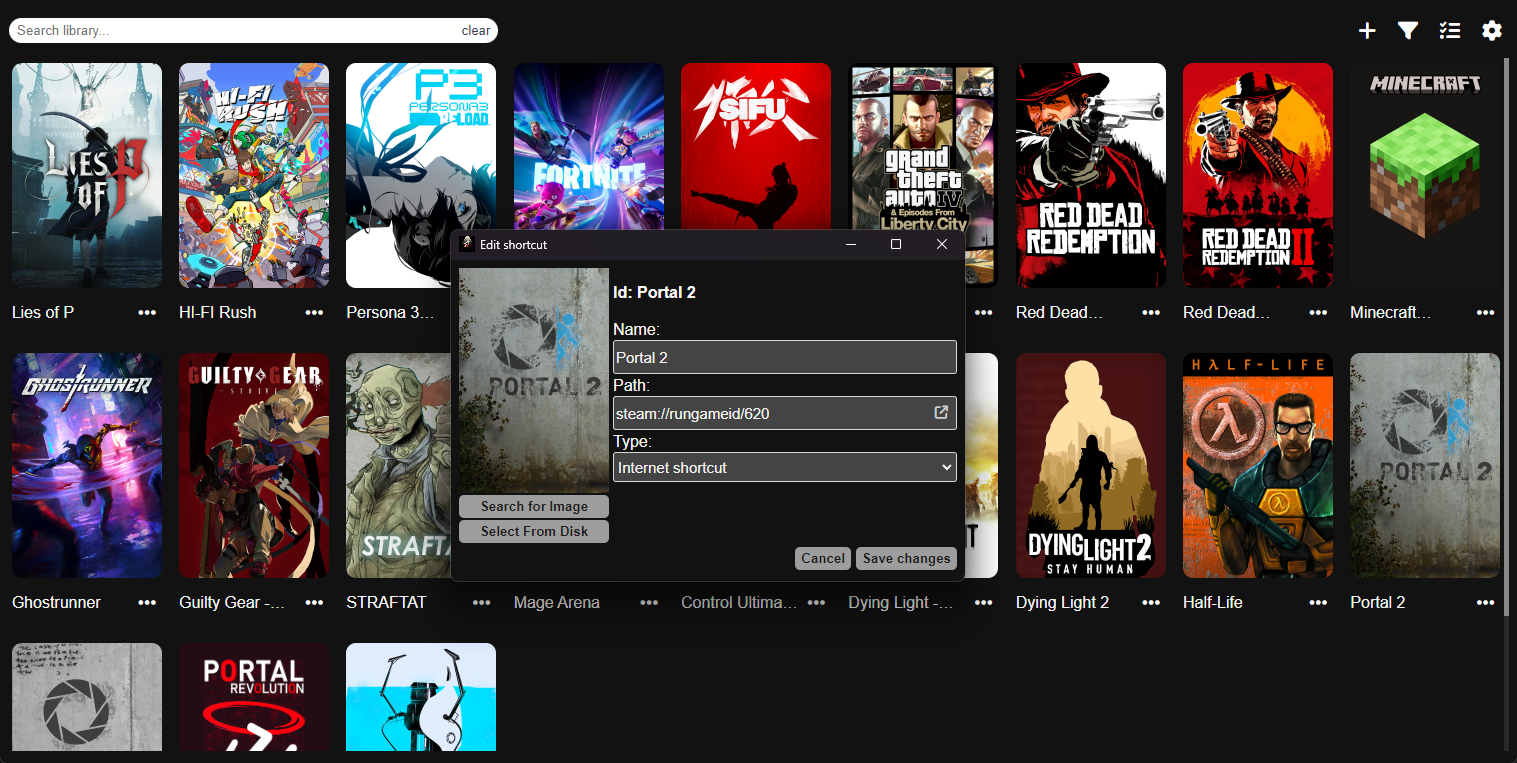 Search library...
clear
LIES OF P
HI-FI RUSH
P3
PERSONA3
RELOAD
FORTNITE
SIFU
grand
theft
auto IV
& Episodes From
Liberty City
RED DEAD
REDEMPTION
RED DEAD
REDEMPTION II
MINECRAFT
Lies of P
HI-FI Rush
Persona 3...
Red Dead...
Red Dead...
Minecraft...
Edit shortcut
PORTAL 2
Id: Portal 2
Name:
Portal 2
Path:
steam://rungameid/620
Type:
Internet shortcut
Search for Image
Select From Disk
Cancel
Save changes
GHOSTRUNNER
GUILTY GEAR
STRIVE
STRAFTA
DYING LIGHT 2
STAY HUMAN
HALF-LIFE
PORTAL 2
Ghostrunner
Guilty Gear -...
STRAFTAT
Mage Arena
Control Ultima...
Dying Light -...
Dying Light 2
Half-Life
Portal 2
PORTAL
REVOLUTION